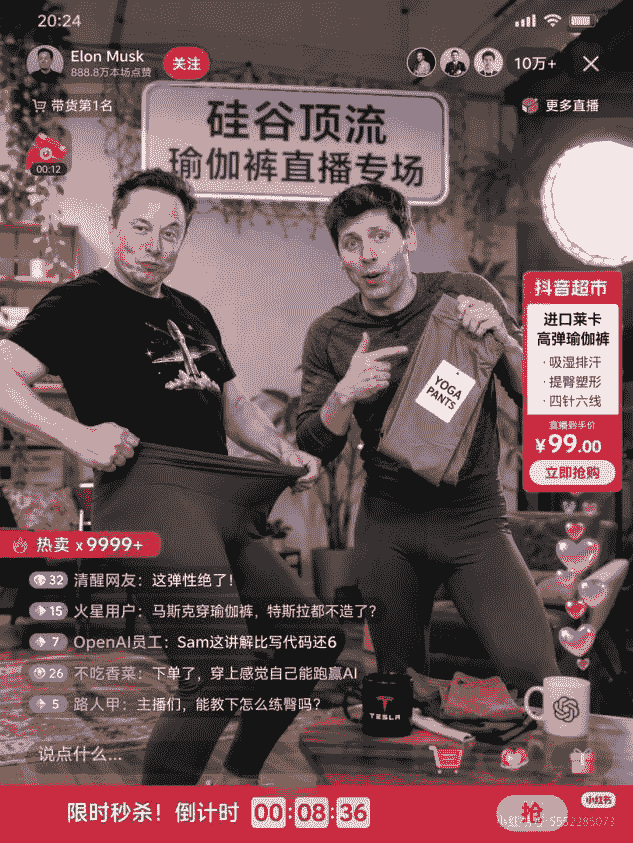 20:24
Elon Musk
888.8万本场点赞
关注
10万+
带货第1名
更多直播
00:12
硅谷顶流
瑜伽裤直播专场
抖音超市
进口莱卡
高弹瑜伽裤
· 吸湿排汗
· 提臀塑形
· 四针六线
直播到手价
¥99.00
立即抢购
YOGA
PANTS
热卖 x9999+
32 清醒网友：这弹性绝了！
15 火星用户：马斯克穿瑜伽裤，特斯拉都不造了？
7 OpenAI员工：Sam这讲解比写代码还6
26 不吃香菜：下单了，穿上感觉自己能跑赢AI
5 路人甲：主播们，能教下怎么练臀吗？
TESLA
说点什么...
限时秒杀！倒计时 00:08:36
抢
小红书